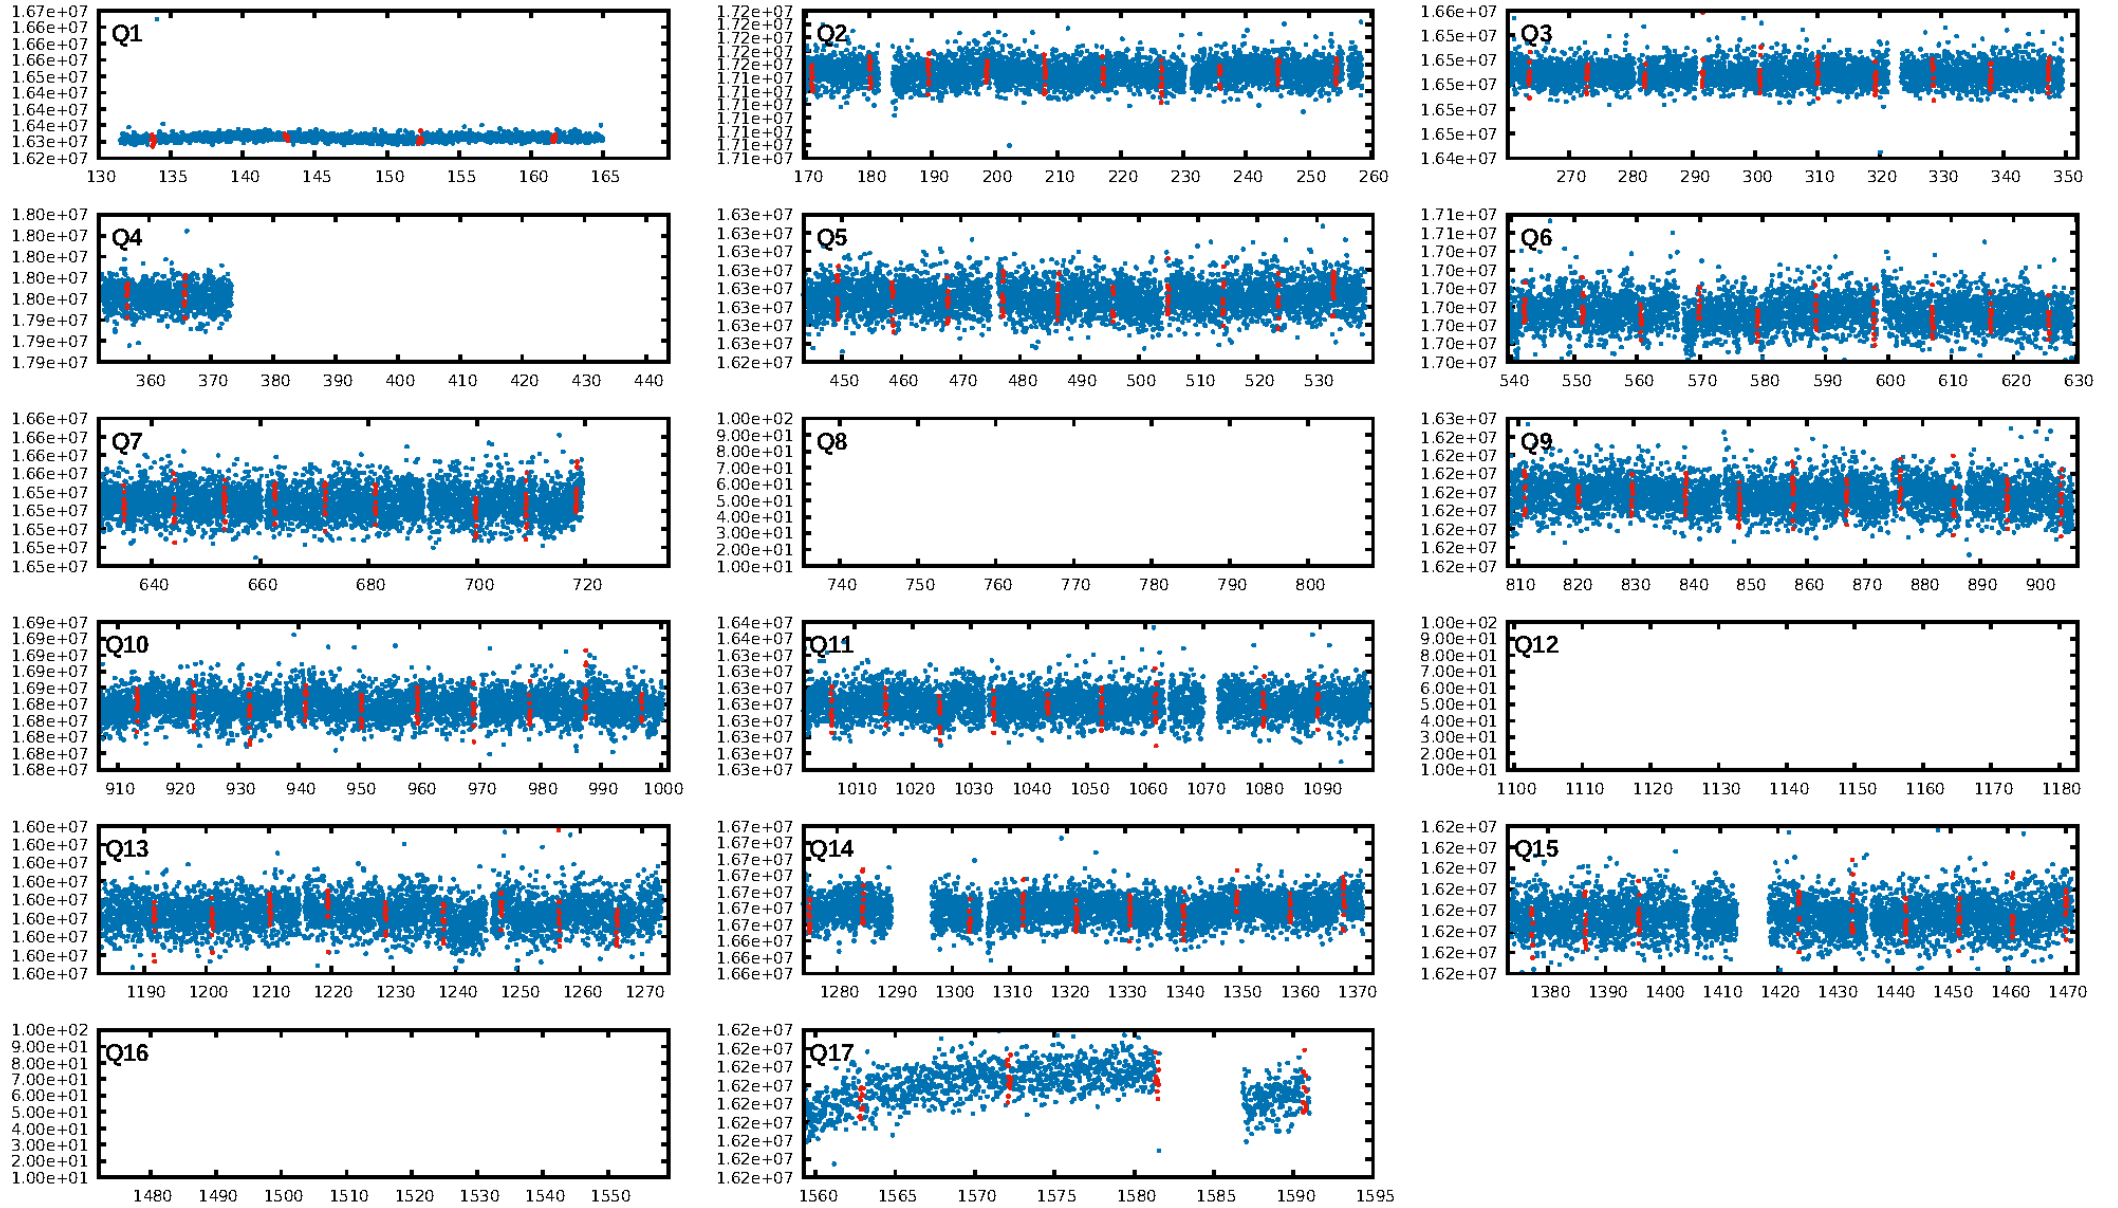 1.67e+07
1.66e+07
1.66e+07
1.66e+07
1.65e+07
1.65e+07
1.64e+07
1.64e+07
1.63e+07
1.62e+07
Q1
130 135 140 145 150 155 160 165
1.72e+07
1.72e+07
1.72e+07
1.72e+07
1.72e+07
1.71e+07
1.71e+07
1.71e+07
1.71e+07
1.71e+07
1.71e+07
1.71e+07
Q2
170 180 190 200 210 220 230 240 250 260
1.66e+07
1.65e+07
1.65e+07
1.65e+07
1.65e+07
1.65e+07
1.64e+07
Q3
270 280 290 300 310 320 330 340 350
1.80e+07
1.80e+07
1.80e+07
1.80e+07
1.80e+07
1.79e+07
1.79e+07
1.79e+07
Q4
360 370 380 390 400 410 420 430 440
1.63e+07
1.63e+07
1.63e+07
1.63e+07
1.63e+07
1.63e+07
1.63e+07
1.63e+07
1.62e+07
Q5
450 460 470 480 490 500 510 520 530
1.71e+07
1.71e+07
1.70e+07
1.70e+07
1.70e+07
1.70e+07
1.70e+07
1.70e+07
1.70e+07
Q6
540 550 560 570 580 590 600 610 620 630
1.66e+07
1.66e+07
1.66e+07
1.66e+07
1.65e+07
1.65e+07
1.65e+07
1.65e+07
1.65e+07
Q7
640 660 680 700 720
1.00e+02
9.00e+01
8.00e+01
7.00e+01
6.00e+01
5.00e+01
4.00e+01
3.00e+01
2.00e+01
1.00e+01
Q8
740 750 760 770 780 790 800
1.63e+07
1.62e+07
1.62e+07
1.62e+07
1.62e+07
1.62e+07
1.62e+07
1.62e+07
1.62e+07
Q9
810 820 830 840 850 860 870 880 890 900
1.69e+07
1.69e+07
1.69e+07
1.69e+07
1.69e+07
1.68e+07
1.68e+07
1.68e+07
1.68e+07
1.68e+07
Q10
910 920 930 940 950 960 970 980 990 1000
1.64e+07
1.64e+07
1.63e+07
1.63e+07
1.63e+07
1.63e+07
1.63e+07
1.63e+07
1.63e+07
1.63e+07
Q11
1010 1020 1030 1040 1050 1060 1070 1080 1090
1.00e+02
9.00e+01
8.00e+01
7.00e+01
6.00e+01
5.00e+01
4.00e+01
3.00e+01
2.00e+01
1.00e+01
Q12
1100 1110 1120 1130 1140 1150 1160 1170 1180
1.60e+07
1.60e+07
1.60e+07
1.60e+07
1.60e+07
1.60e+07
1.60e+07
1.60e+07
1.60e+07
Q13
1190 1200 1210 1220 1230 1240 1250 1260 1270
1.67e+07
1.67e+07
1.67e+07
1.67e+07
1.67e+07
1.67e+07
1.67e+07
1.66e+07
1.66e+07
1.66e+07
Q14
1280 1290 1300 1310 1320 1330 1340 1350 1360 1370
1.62e+07
1.62e+07
1.62e+07
1.62e+07
1.62e+07
1.62e+07
1.62e+07
1.62e+07
Q15
1380 1390 1400 1410 1420 1430 1440 1450 1460 1470
1.00e+02
9.00e+01
8.00e+01
7.00e+01
6.00e+01
5.00e+01
4.00e+01
3.00e+01
2.00e+01
1.00e+01
Q16
1480 1490 1500 1510 1520 1530 1540 1550
1.62e+07
1.62e+07
1.62e+07
1.62e+07
1.62e+07
1.62e+07
1.62e+07
1.62e+07
1.62e+07
Q17
1560 1565 1570 1575 1580 1585 1590 1595